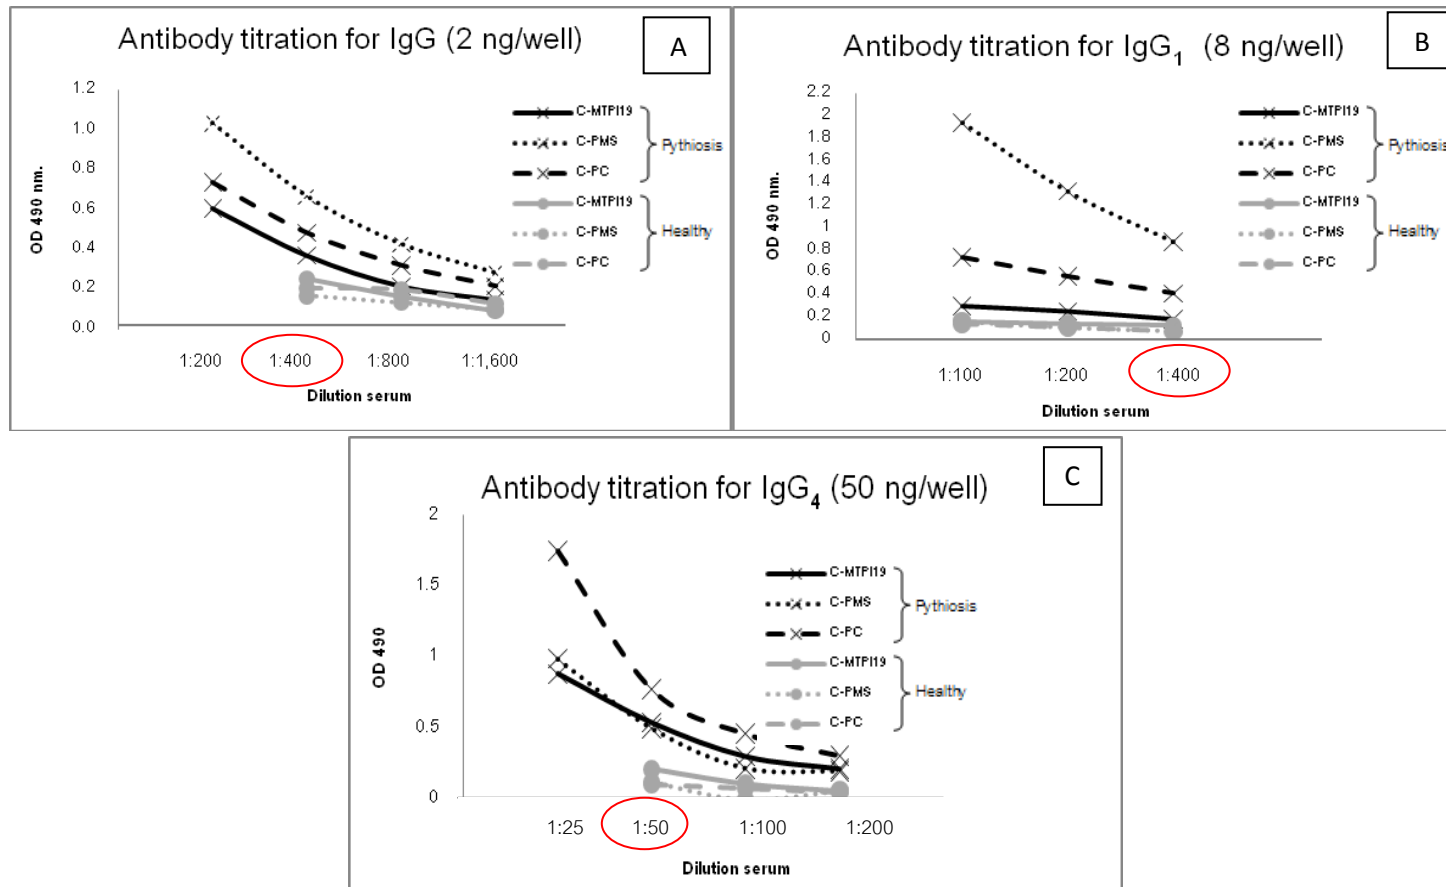 Antibody titration for IgG (2 ng/well)
A
1.2
1.0
0.8
0.6
0.4
0.2
0.0
OD 490 nm.
C-MTPI19
C-PMS
C-PC
Pythiosis
C-MTPI19
C-PMS
C-PC
Healthy
1:200
1:400
1:800
1:1,600
Dilution serum
Antibody titration for IgG1 (8 ng/well)
B
2.2
2
1.8
1.6
1.4
1.2
1
0.8
0.6
0.4
0.2
0
OD 490 nm.
C-MTPI19
C-PMS
C-PC
Pythiosis
C-MTPI19
C-PMS
C-PC
Healthy
1:100
1:200
1:400
Dilution serum
Antibody titration for IgG4 (50 ng/well)
C
2
1.5
1
0.5
0
OD 490
C-MTPI19
C-PMS
C-PC
Pythiosis
C-MTPI19
C-PMS
C-PC
Healthy
1:25
1:50
1:100
1:200
Dilution serum